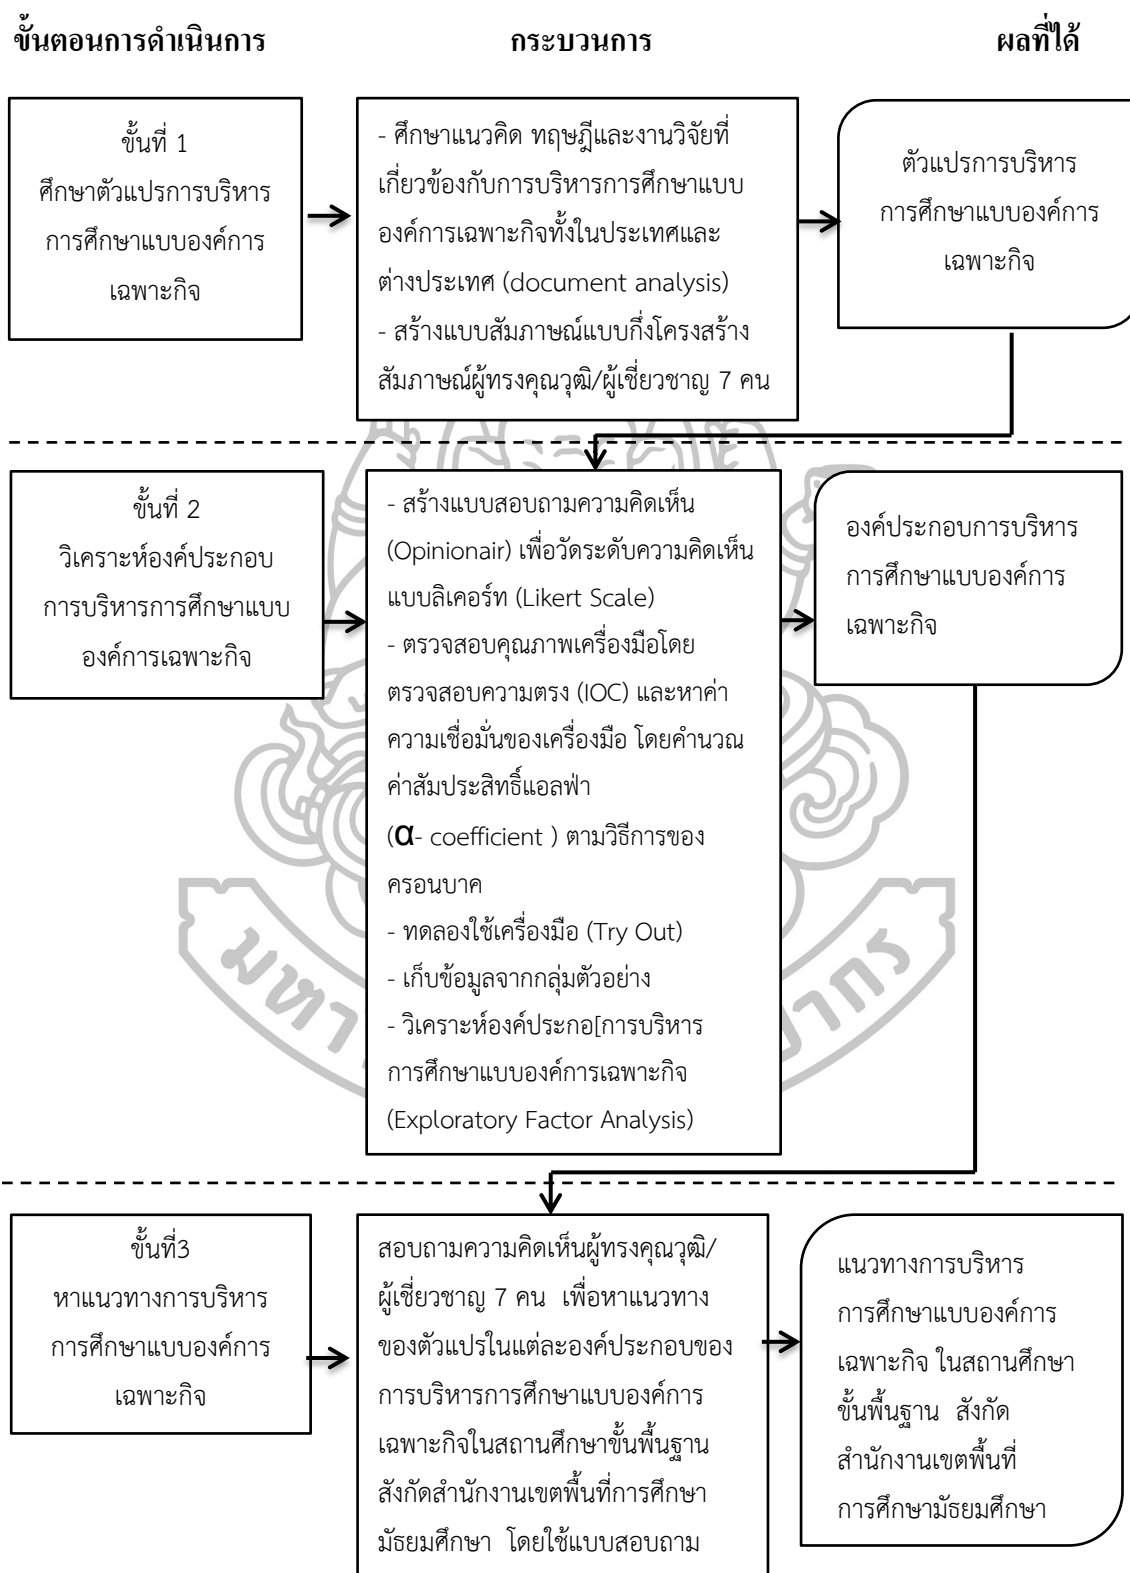 ขั้นตอนการดำเนินการ
กระบวนการ
ผลที่ได้
ขั้นที่ 1
ศึกษาตัวแปรการบริหาร
การศึกษาแบบองค์การ
เฉพาะกิจ
- ศึกษาแนวคิด ทฤษฎีและงานวิจัยที่
เกี่ยวข้องกับการบริหารการศึกษาแบบ
องค์การเฉพาะกิจทั้งในประเทศและ
ต่างประเทศ (document analysis)
- สร้างแบบสัมภาษณ์แบบกึ่งโครงสร้าง
สัมภาษณ์ผู้ทรงคุณวุฒิ/ผู้เชี่ยวชาญ 7 คน
ตัวแปรการบริหาร
การศึกษาแบบองค์การ
เฉพาะกิจ
ขั้นที่ 2
วิเคราะห์องค์ประกอบ
การบริหารการศึกษาแบบ
องค์การเฉพาะกิจ
- สร้างแบบสอบถามความคิดเห็น
(Opinionair) เพื่อวัดระดับความคิดเห็น
แบบลิเคอร์ท (Likert Scale)
- ตรวจสอบคุณภาพเครื่องมือโดย
ตรวจสอบความตรง (IOC) และหาค่า
ความเชื่อมั่นของเครื่องมือ โดยคำนวณ
ค่าสัมประสิทธิ์แอลฟ่า
(α- coefficient ) ตามวิธีการของ
ครอนบาค
- ทดลองใช้เครื่องมือ (Try Out)
- เก็บข้อมูลจากกลุ่มตัวอย่าง
- วิเคราะห์องค์ประกอ[การบริหาร
การศึกษาแบบองค์การเฉพาะกิจ
(Exploratory Factor Analysis)
องค์ประกอบการบริหาร
การศึกษาแบบองค์การ
เฉพาะกิจ
ขั้นที่3
หาแนวทางการบริหาร
การศึกษาแบบองค์การ
เฉพาะกิจ
สอบถามความคิดเห็นผู้ทรงคุณวุฒิ/
ผู้เชี่ยวชาญ 7 คน เพื่อหาแนวทาง
ของตัวแปรในแต่ละองค์ประกอบของ
การบริหารการศึกษาแบบองค์การ
เฉพาะกิจในสถานศึกษาขั้นพื้นฐาน
สังกัดสำนักงานเขตพื้นที่การศึกษา
มัธยมศึกษา โดยใช้แบบสอบถาม
แนวทางการบริหาร
การศึกษาแบบองค์การ
เฉพาะกิจ ในสถานศึกษา
ขั้นพื้นฐาน สังกัด
สำนักงานเขตพื้นที่
การศึกษามัธยมศึกษา